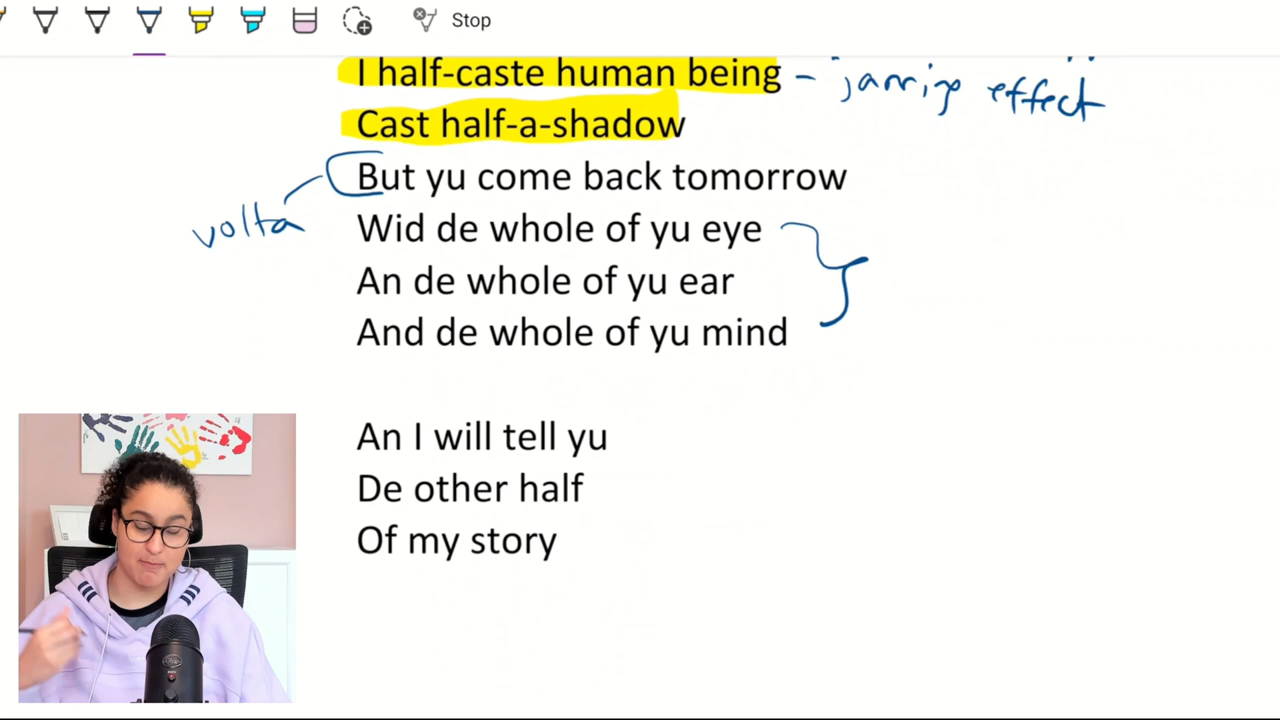 Stop
I half-caste human being - jarring effect
Cast half-a-shadow
But yu come back tomorrow
volta
Wid de whole of yu eye
An de whole of yu ear
And de whole of yu mind
An I will tell yu
De other half
Of my story